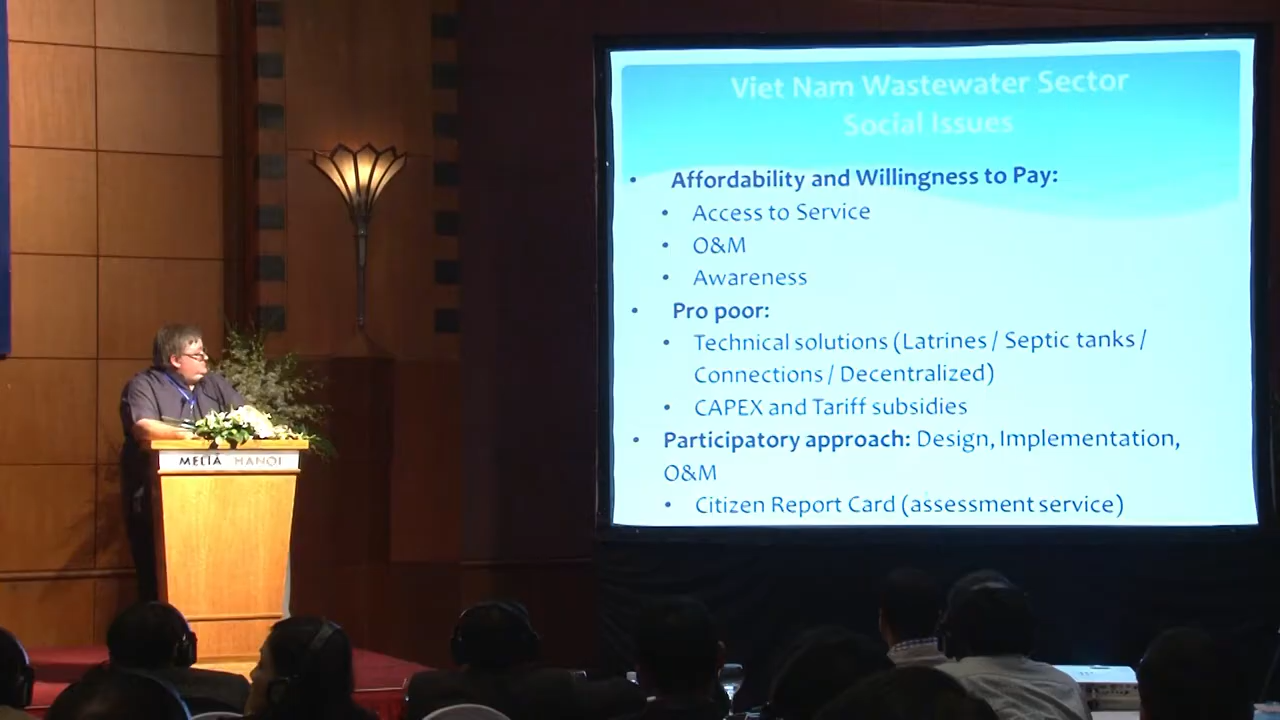 Viet Nam Wastewater Sector
Social Issues
• Affordability and Willingness to Pay:
• Access to Service
• O&M
• Awareness
• Pro poor:
• Technical solutions (Latrines / Septic tanks /
Connections / Decentralized)
• CAPEX and Tariff subsidies
• Participatory approach: Design, Implementation,
O&M
• Citizen Report Card (assessment service)
MELIÃ HANOI